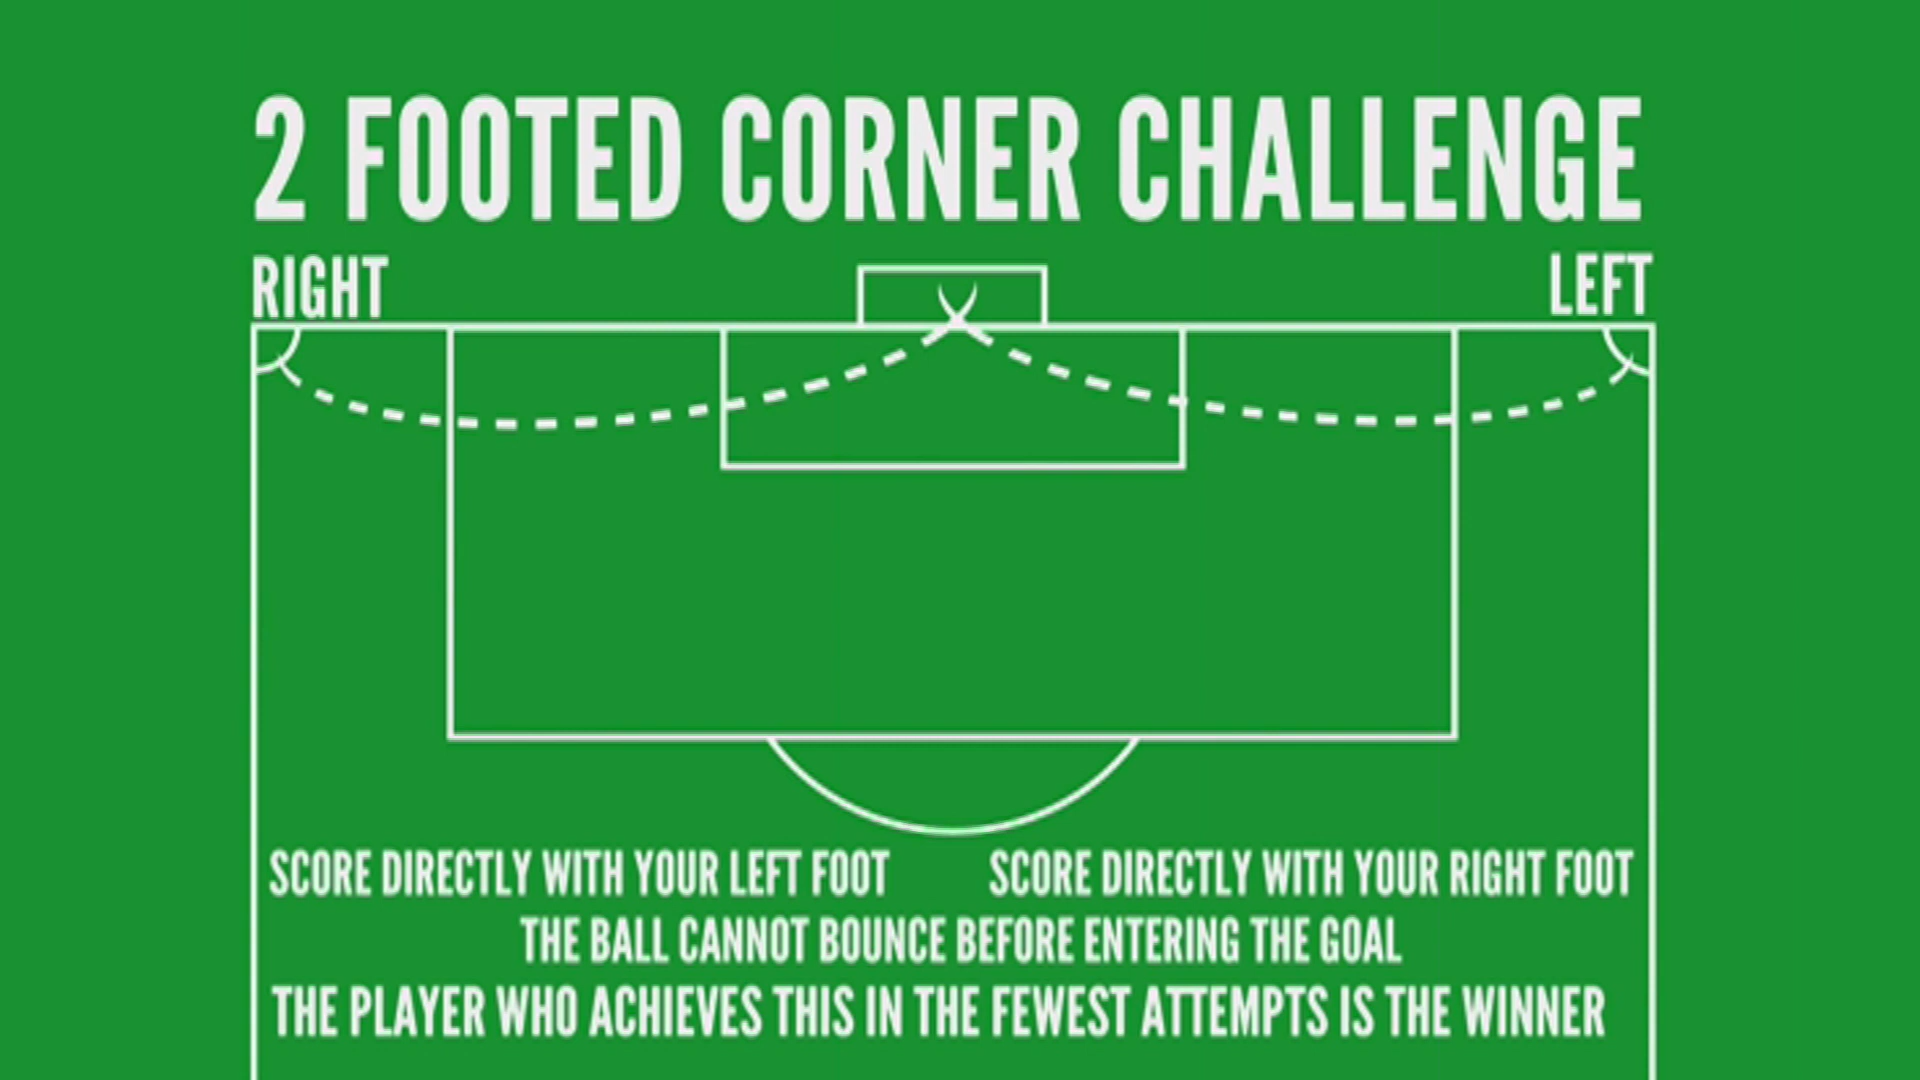 2 FOOTED CORNER CHALLENGE
RIGHT
LEFT
SCORE DIRECTLY WITH YOUR LEFT FOOT
SCORE DIRECTLY WITH YOUR RIGHT FOOT
THE BALL CANNOT BOUNCE BEFORE ENTERING THE GOAL
THE PLAYER WHO ACHIEVES THIS IN THE FEWEST ATTEMPTS IS THE WINNER